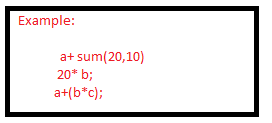 Example:
a+ sum(20,10)
20* b;
a+(b*c);